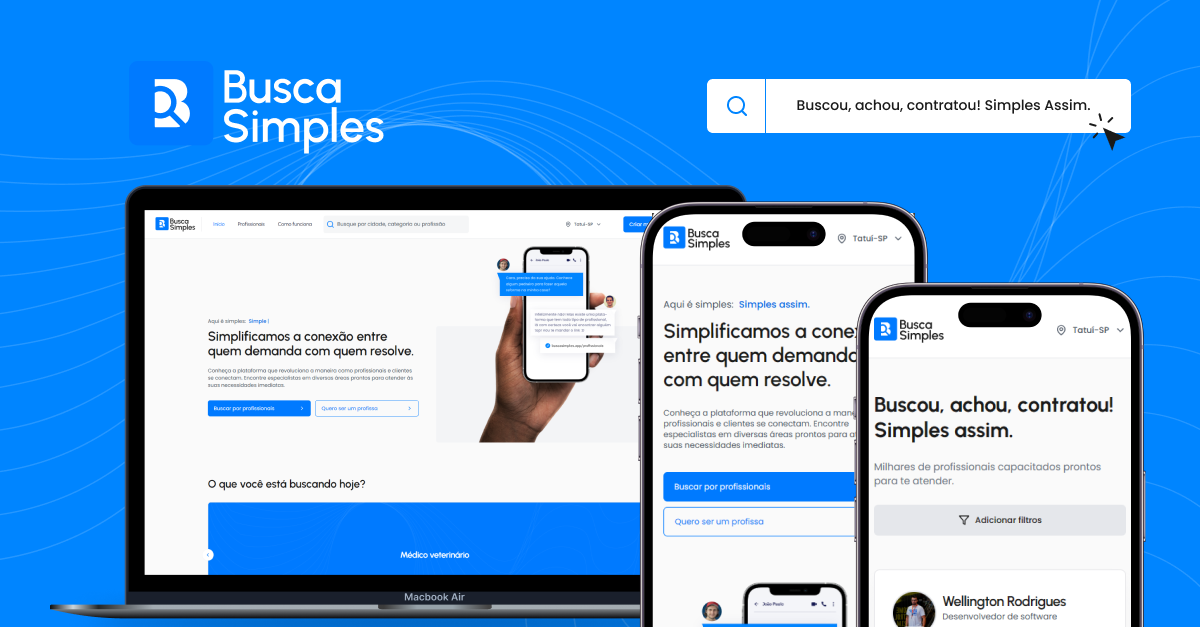 Busca
Simples
Buscou, achou, contratou! Simples Assim.
Busca
Simples
Início
Profissionais
Como funciona
Busque por cidade, categoria ou profissão
Tatuí-SP
Aqui é simples: Simple|
Simplificamos a conexão entre
quem demanda com quem resolve.
Conheça a plataforma que revoluciona a maneira como profissionais e clientes
se conectam. Encontre especialistas em diversas áreas prontos para atender às
suas necessidades imediatas.
Buscar por profissionais
Quero ser um profissa
João Paulo
O que você está buscando hoje?
Médico veterinário
Macbook Air
Busca
Simples
Tatuí-SP
Aqui é simples: Simples assim.
Simplificamos a conex
entre quem demanda
com quem resolve.
Conheça a plataforma que revoluciona a mane
profissionais e clientes se conectam. Encontre
especialistas em diversas áreas prontos para at
suas necessidades imediatas.
Buscar por profissionais
Quero ser um profissa
João Paulo
Busca
Simples
Tatuí-SP
Buscou, achou, contratou!
Simples assim.
Milhares de profissionais capacitados prontos
para te atender.
Adicionar filtros
Wellington Rodrigues
Desenvolvedor de software